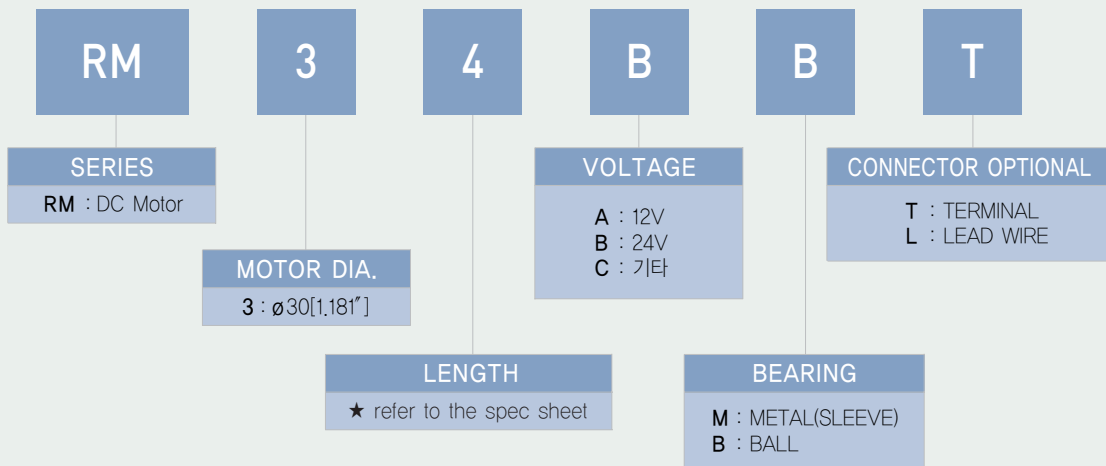 RM 3 4 B B T
SERIES
RM : DC Motor
MOTOR DIA.
3 : ø30[1.181″]
LENGTH
★ refer to the spec sheet
VOLTAGE
A : 12V
B : 24V
C : 기타
BEARING
M : METAL(SLEEVE)
B : BALL
CONNECTOR OPTIONAL
T : TERMINAL
L : LEAD WIRE